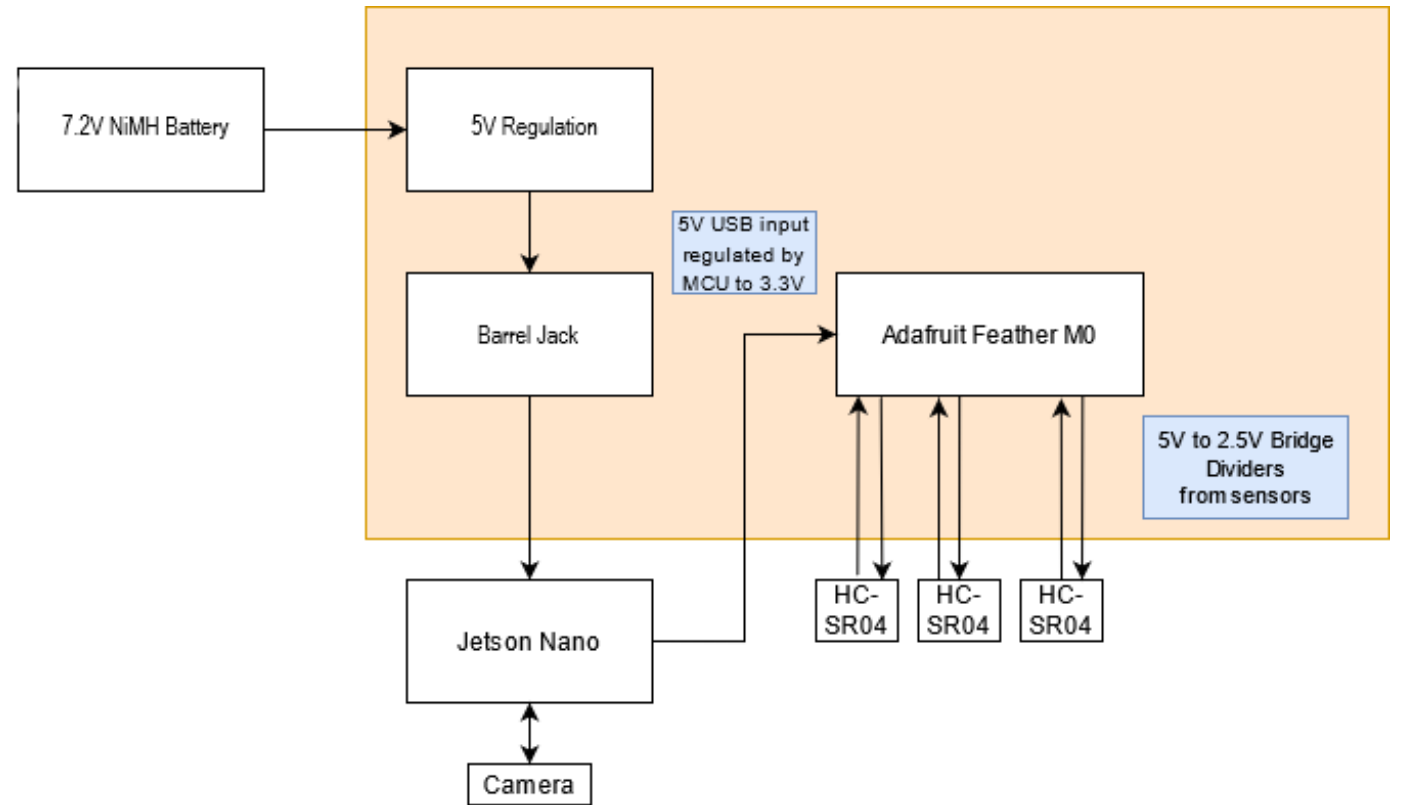 7.2V NiMH Battery
5V Regulation
5V USB input
regulated by
MCU to 3.3V
Barrel Jack
Adafruit Feather M0
5V to 2.5V Bridge
Dividers
from sensors
HC-
SR04
HC-
SR04
HC-
SR04
Jetson Nano
Camera